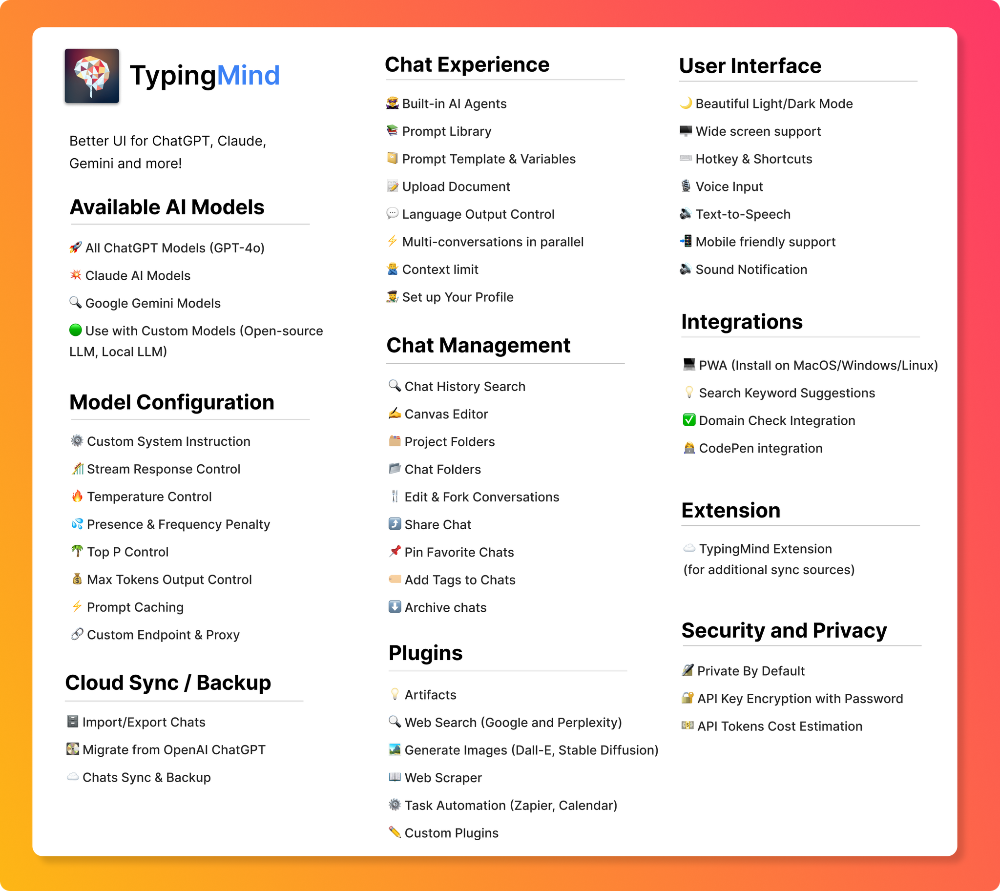 TypingMind
Better UI for ChatGPT, Claude,
Gemini and more!
Available AI Models
All ChatGPT Models (GPT-4o)
Claude AI Models
Google Gemini Models
Use with Custom Models (Open-source
LLM, Local LLM)
Model Configuration
Custom System Instruction
Stream Response Control
Temperature Control
Presence & Frequency Penalty
Top P Control
Max Tokens Output Control
Prompt Caching
Custom Endpoint & Proxy
Cloud Sync / Backup
Import/Export Chats
Migrate from OpenAI ChatGPT
Chats Sync & Backup
Chat Experience
Built-in AI Agents
Prompt Library
Prompt Template & Variables
Upload Document
Language Output Control
Multi-conversations in parallel
Context limit
Set up Your Profile
Chat Management
Chat History Search
Canvas Editor
Project Folders
Chat Folders
Edit & Fork Conversations
Share Chat
Pin Favorite Chats
Add Tags to Chats
Archive chats
Plugins
Artifacts
Web Search (Google and Perplexity)
Generate Images (Dall-E, Stable Diffusion)
Web Scraper
Task Automation (Zapier, Calendar)
Custom Plugins
User Interface
Beautiful Light/Dark Mode
Wide screen support
Hotkey & Shortcuts
Voice Input
Text-to-Speech
Mobile friendly support
Sound Notification
Integrations
PWA (Install on MacOS/Windows/Linux)
Search Keyword Suggestions
Domain Check Integration
CodePen integration
Extension
TypingMind Extension
(for additional sync sources)
Security and Privacy
Private By Default
API Key Encryption with Password
API Tokens Cost Estimation